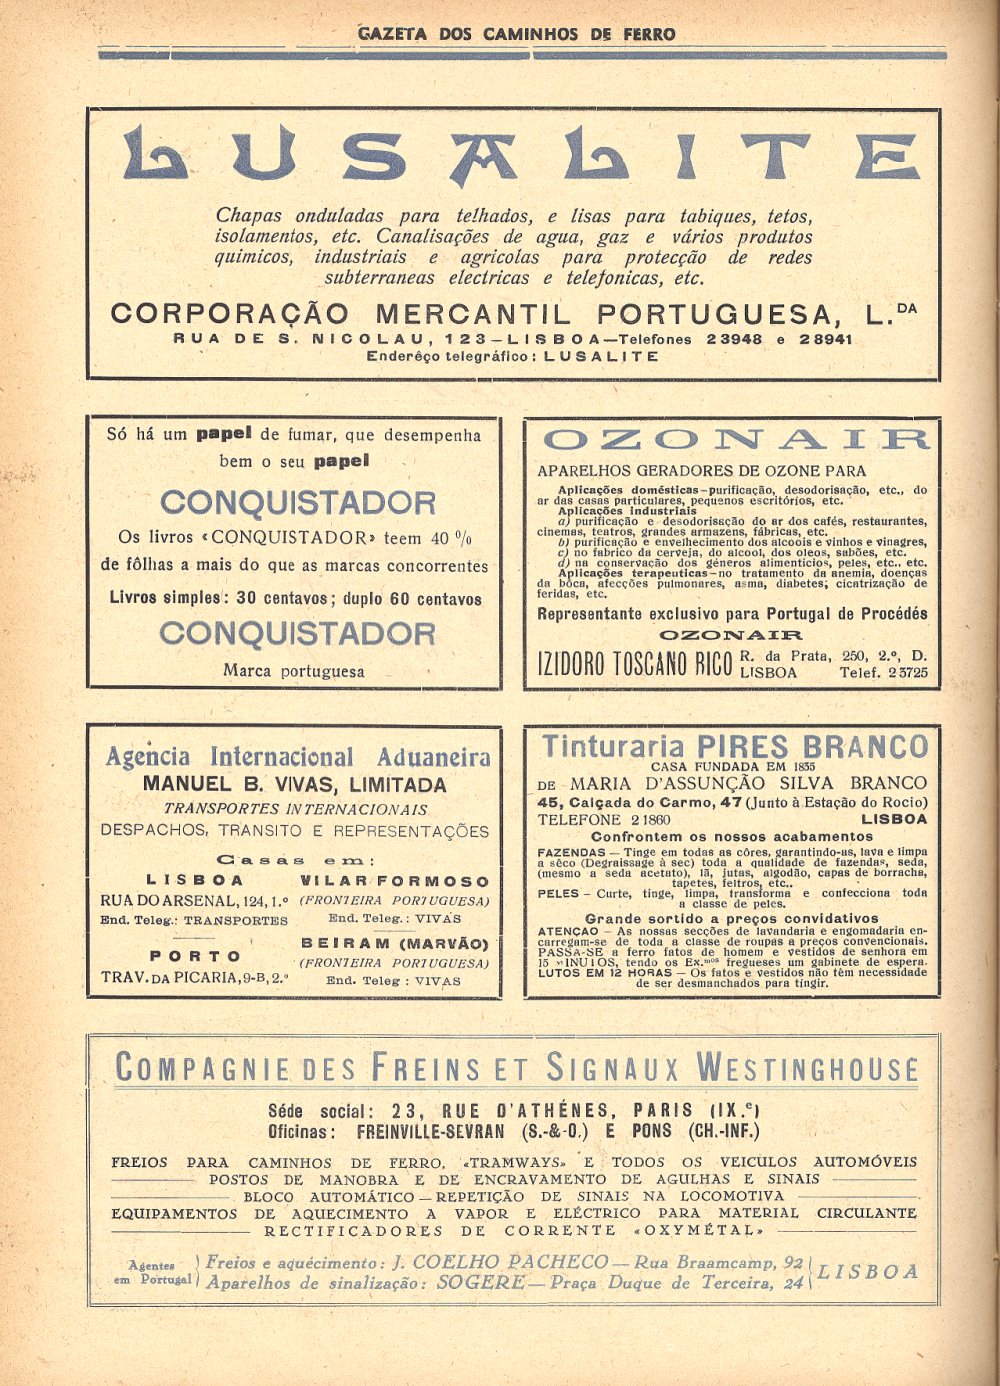 GAZETA DOS CAMINHOS DE FERRO
LUSALITE
Chapas onduladas para telhados, e lisas para tabiques, tetos,
isolamentos, etc. Canalisações de agua, gaz e vários produtos
quimicos, industriais e agricolas para protecção de redes
subterraneas electricas e telefonicas, etc.
CORPORAÇÃO MERCANTIL PORTUGUESA, L.DA
RUA DE S. NICOLAU, 123—LISBOA—Telefones 23948 e 28941
Enderêço telegráfico: LUSALITE
Só há um papel de fumar, que desempenha
bem o seu papel
CONQUISTADOR
Os livros «CONQUISTADOR» teem 40 %
de fôlhas a mais do que as marcas concorrentes
Livros simples: 30 centavos; duplo 60 centavos
CONQUISTADOR
Marca portuguesa
OZONAIR
APARELHOS GERADORES DE OZONE PARA
Aplicações domésticas—purificação, desodorisação, etc., do
ar das casas particulares, pequenos escritórios, etc.
Aplicações industriais
a) purificação e desodorisação do ar dos cafés, restaurantes,
cinemas, teatros, grandes armazens, fábricas, etc.
b) purificação e envelhecimento dos alcoois e vinhos e vinagres,
c) no fabrico da cerveja, do alcool, dos oleos, sabões, etc.
d) na conservação dos géneros alimentícios, peles, etc., etc.
Aplicações terapeuticas—no tratamento da anemia, doenças
da bôca, afecções pulmonares, asma, diabetes, cicatrização de
feridas, etc.
Representante exclusivo para Portugal de Procédés
OZONAIR
IZIDORO TOSCANO RICO R. da Prata, 250, 2.º, D.
LISBOA Telef. 23725
Agencia Internacional Aduaneira
MANUEL B. VIVAS, LIMITADA
TRANSPORTES INTERNACIONAIS
DESPACHOS, TRANSITO E REPRESENTAÇÕES
Casas em:
LISBOA
RUA DO ARSENAL, 124, 1.º
End. Teleg.: TRANSPORTES
PORTO
TRAV. DA PICARIA, 9-B, 2.º
VILAR FORMOSO
(FRONTEIRA PORTUGUESA)
End. Teleg.: VIVAS
BEIRAM (MARVÃO)
(FRONTEIRA PORTUGUESA)
End. Teleg : VIVAS
Tinturaria PIRES BRANCO
CASA FUNDADA EM 1835
DE MARIA D'ASSUNÇÃO SILVA BRANCO
45, Calçada do Carmo, 47 (Junto à Estação do Rocio)
TELEFONE 21860 LISBOA
Confrontem os nossos acabamentos
FAZENDAS — Tinge em todas as côres, garantindo-as, lava e limpa
a sêco (Degraissage à sec) toda a qualidade de fazendas, seda,
(mesmo a seda acetato), lã, jutas, algodão, capas de borracha,
tapetes, feltros, etc..
PELES — Curte, tinge, limpa, transforma e confecciona toda
a classe de peles.
Grande sortido a preços convidativos
ATENÇAO — As nossas secções de lavandaria e engomadaria en-
carregam-se de toda a classe de roupas a preços convencionais.
PASSA-SE a ferro fatos de homem e vestidos de senhora em
15 MINUTOS, tendo os Ex.mos fregueses um gabinete de espera.
LUTOS EM 12 HORAS — Os fatos e vestidos não têm necessidade
de ser desmanchados para tingir.
COMPAGNIE DES FREINS ET SIGNAUX WESTINGHOUSE
Séde social: 23, RUE D'ATHÉNES, PARIS (IX.e)
Oficinas: FREINVILLE-SEVRAN (S.-&-O.) E PONS (CH.-INF.)
FREIOS PARA CAMINHOS DE FERRO, «TRAMWAYS» E TODOS OS VEICULOS AUTOMÓVEIS
POSTOS DE MANOBRA E DE ENCRAVAMENTO DE AGULHAS E SINAIS
BLOCO AUTOMÁTICO — REPETIÇÃO DE SINAIS NA LOCOMOTIVA
EQUIPAMENTOS DE AQUECIMENTO A VAPOR E ELÉCTRICO PARA MATERIAL CIRCULANTE
RECTIFICADORES DE CORRENTE «OXYMÉTAL»
Agentes em Portugal
Freios e aquécimento: J. COELHO PACHECO — Rua Braamcamp, 92
Aparelhos de sinalização: SOGERE — Praça Duque de Terceira, 24
LISBOA